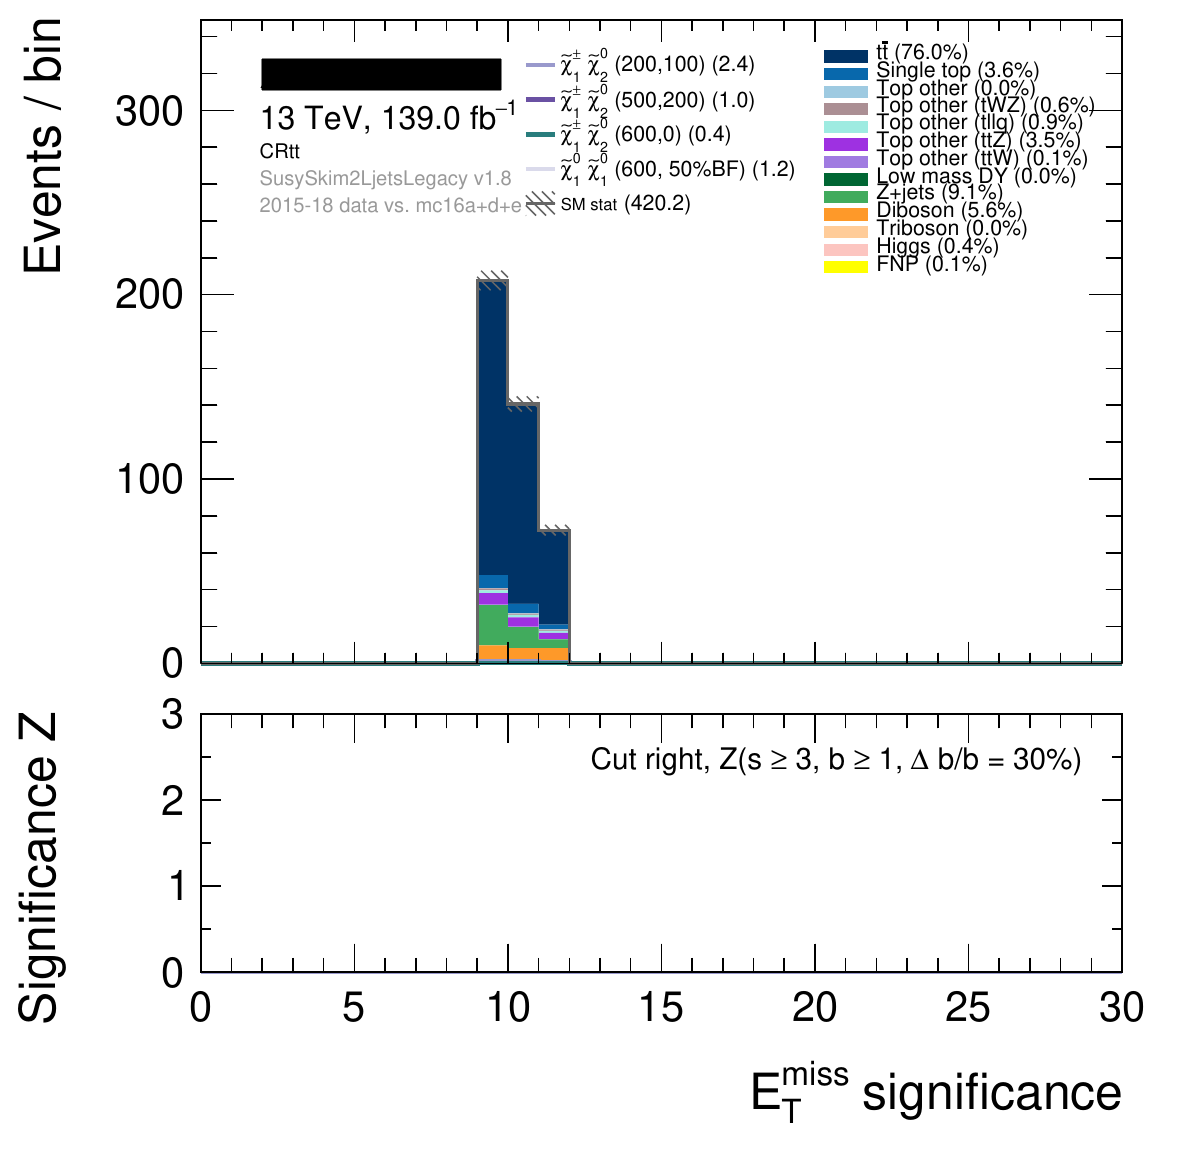 Events / bin
300
200
100
0
13 TeV, 139.0 fb⁻¹
CRtt
SusySkim2LjetsLegacy v1.8
2015-18 data vs. mc16a+d+e
χ̃₁± χ̃₂⁰ (200,100) (2.4)
χ̃₁± χ̃₂⁰ (500,200) (1.0)
χ̃₁± χ̃₂⁰ (600,0) (0.4)
χ̃₁⁰ χ̃₁⁰ (600, 50%BF) (1.2)
SM stat (420.2)
tt̄ (76.0%)
Single top (3.6%)
Top other (0.0%)
Top other (tWZ) (0.6%)
Top other (tllq) (0.9%)
Top other (ttZ) (3.5%)
Top other (ttW) (0.1%)
Low mass DY (0.0%)
Z+jets (9.1%)
Diboson (5.6%)
Triboson (0.0%)
Higgs (0.4%)
FNP (0.1%)
Significance Z
3
2
1
0
Cut right, Z(s ≥ 3, b ≥ 1, Δ b/b = 30%)
0 5 10 15 20 25 30
E_T^miss significance